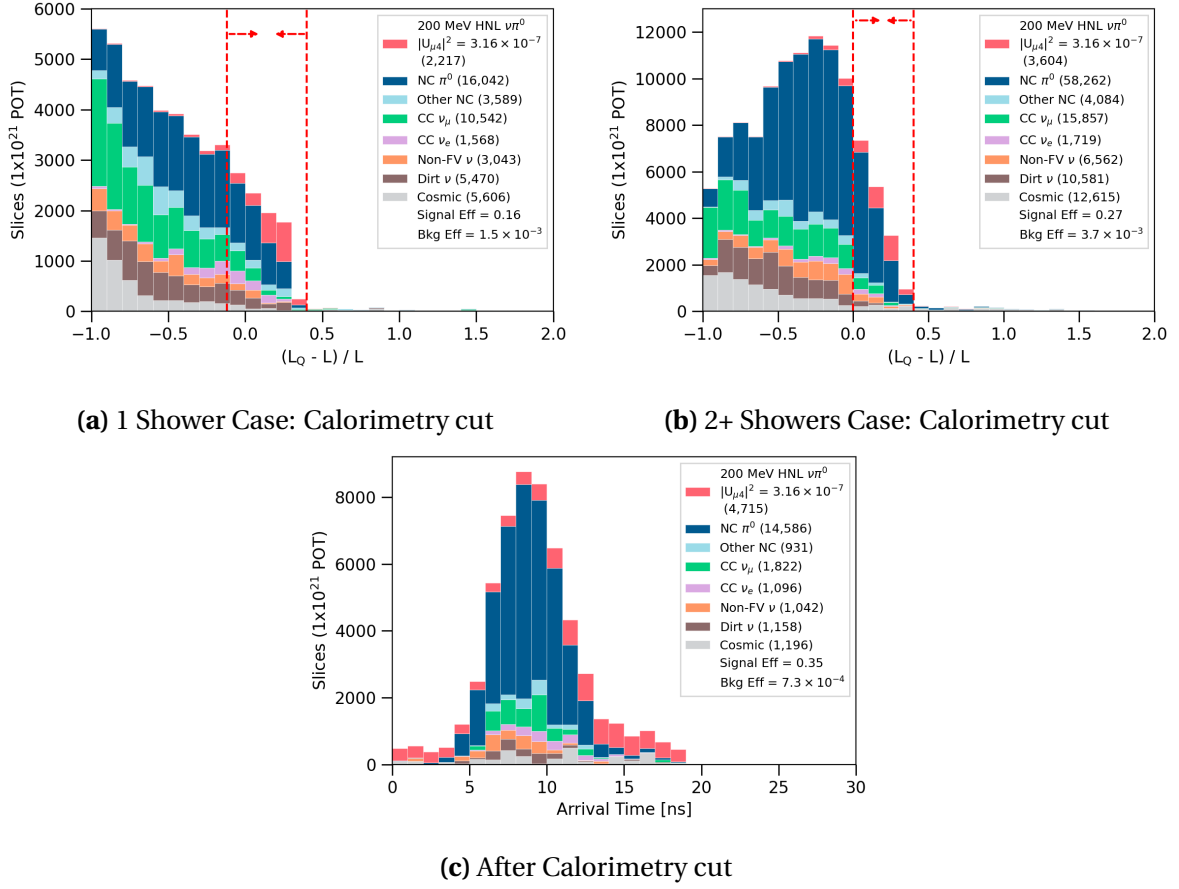 6000
5000
4000
3000
2000
1000
0
Slices (1x10²¹ POT)
−1.0 −0.5 0.0 0.5 1.0 1.5 2.0
(L_Q - L) / L
200 MeV HNL νπ⁰
|U_μ4|² = 3.16 × 10⁻⁷
(2,217)
NC π⁰ (16,042)
Other NC (3,589)
CC ν_μ (10,542)
CC ν_e (1,568)
Non-FV ν (3,043)
Dirt ν (5,470)
Cosmic (5,606)
Signal Eff = 0.16
Bkg Eff = 1.5 × 10⁻³
(a) 1 Shower Case: Calorimetry cut
12000
10000
8000
6000
4000
2000
0
Slices (1x10²¹ POT)
−1.0 −0.5 0.0 0.5 1.0 1.5 2.0
(L_Q - L) / L
200 MeV HNL νπ⁰
|U_μ4|² = 3.16 × 10⁻⁷
(3,604)
NC π⁰ (58,262)
Other NC (4,084)
CC ν_μ (15,857)
CC ν_e (1,719)
Non-FV ν (6,562)
Dirt ν (10,581)
Cosmic (12,615)
Signal Eff = 0.27
Bkg Eff = 3.7 × 10⁻³
(b) 2+ Showers Case: Calorimetry cut
8000
6000
4000
2000
0
Slices (1x10²¹ POT)
0 5 10 15 20 25 30
Arrival Time [ns]
200 MeV HNL νπ⁰
|U_μ4|² = 3.16 × 10⁻⁷
(4,715)
NC π⁰ (14,586)
Other NC (931)
CC ν_μ (1,822)
CC ν_e (1,096)
Non-FV ν (1,042)
Dirt ν (1,158)
Cosmic (1,196)
Signal Eff = 0.35
Bkg Eff = 7.3 × 10⁻⁴
(c) After Calorimetry cut